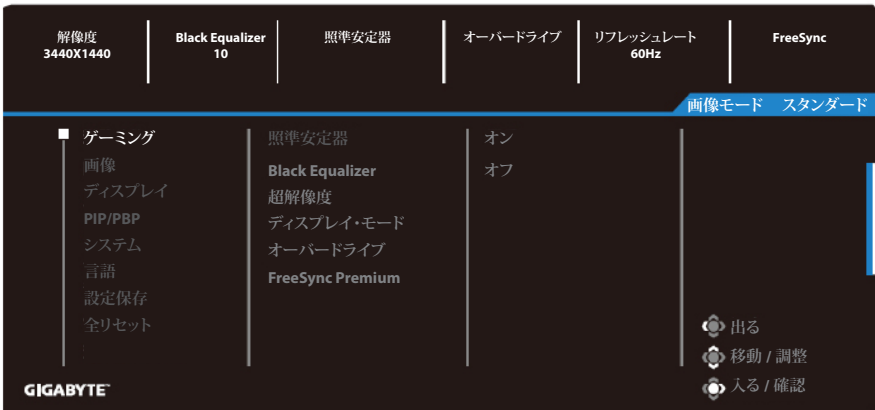 解像度
3440X1440
Black Equalizer
10
照準安定器
オーバードライブ
リフレッシュレート
60Hz
FreeSync
画像モード スタンダード
ゲーミング
画像
ディスプレイ
PIP/PBP
システム
言語
設定保存
全リセット
照準安定器
Black Equalizer
超解像度
ディスプレイ・モード
オーバードライブ
FreeSync Premium
オン
オフ
出る
移動 / 調整
入る / 確認
GIGABYTE™